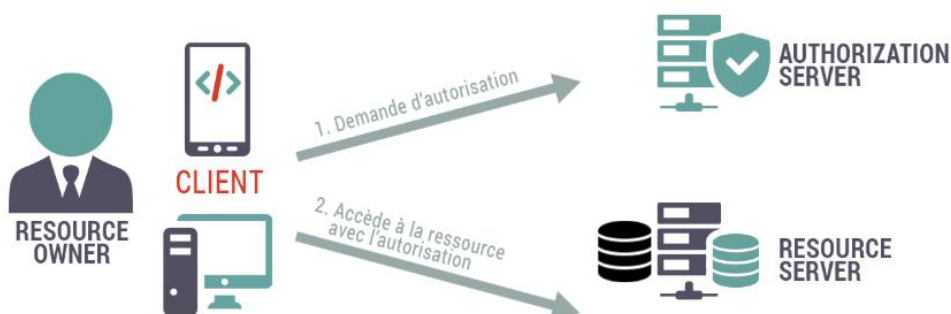 RESOURCE
OWNER
</>
CLIENT
1. Demande d'autorisation
2. Accède à la ressource
avec l'autorisation
AUTHORIZATION
SERVER
RESOURCE
SERVER